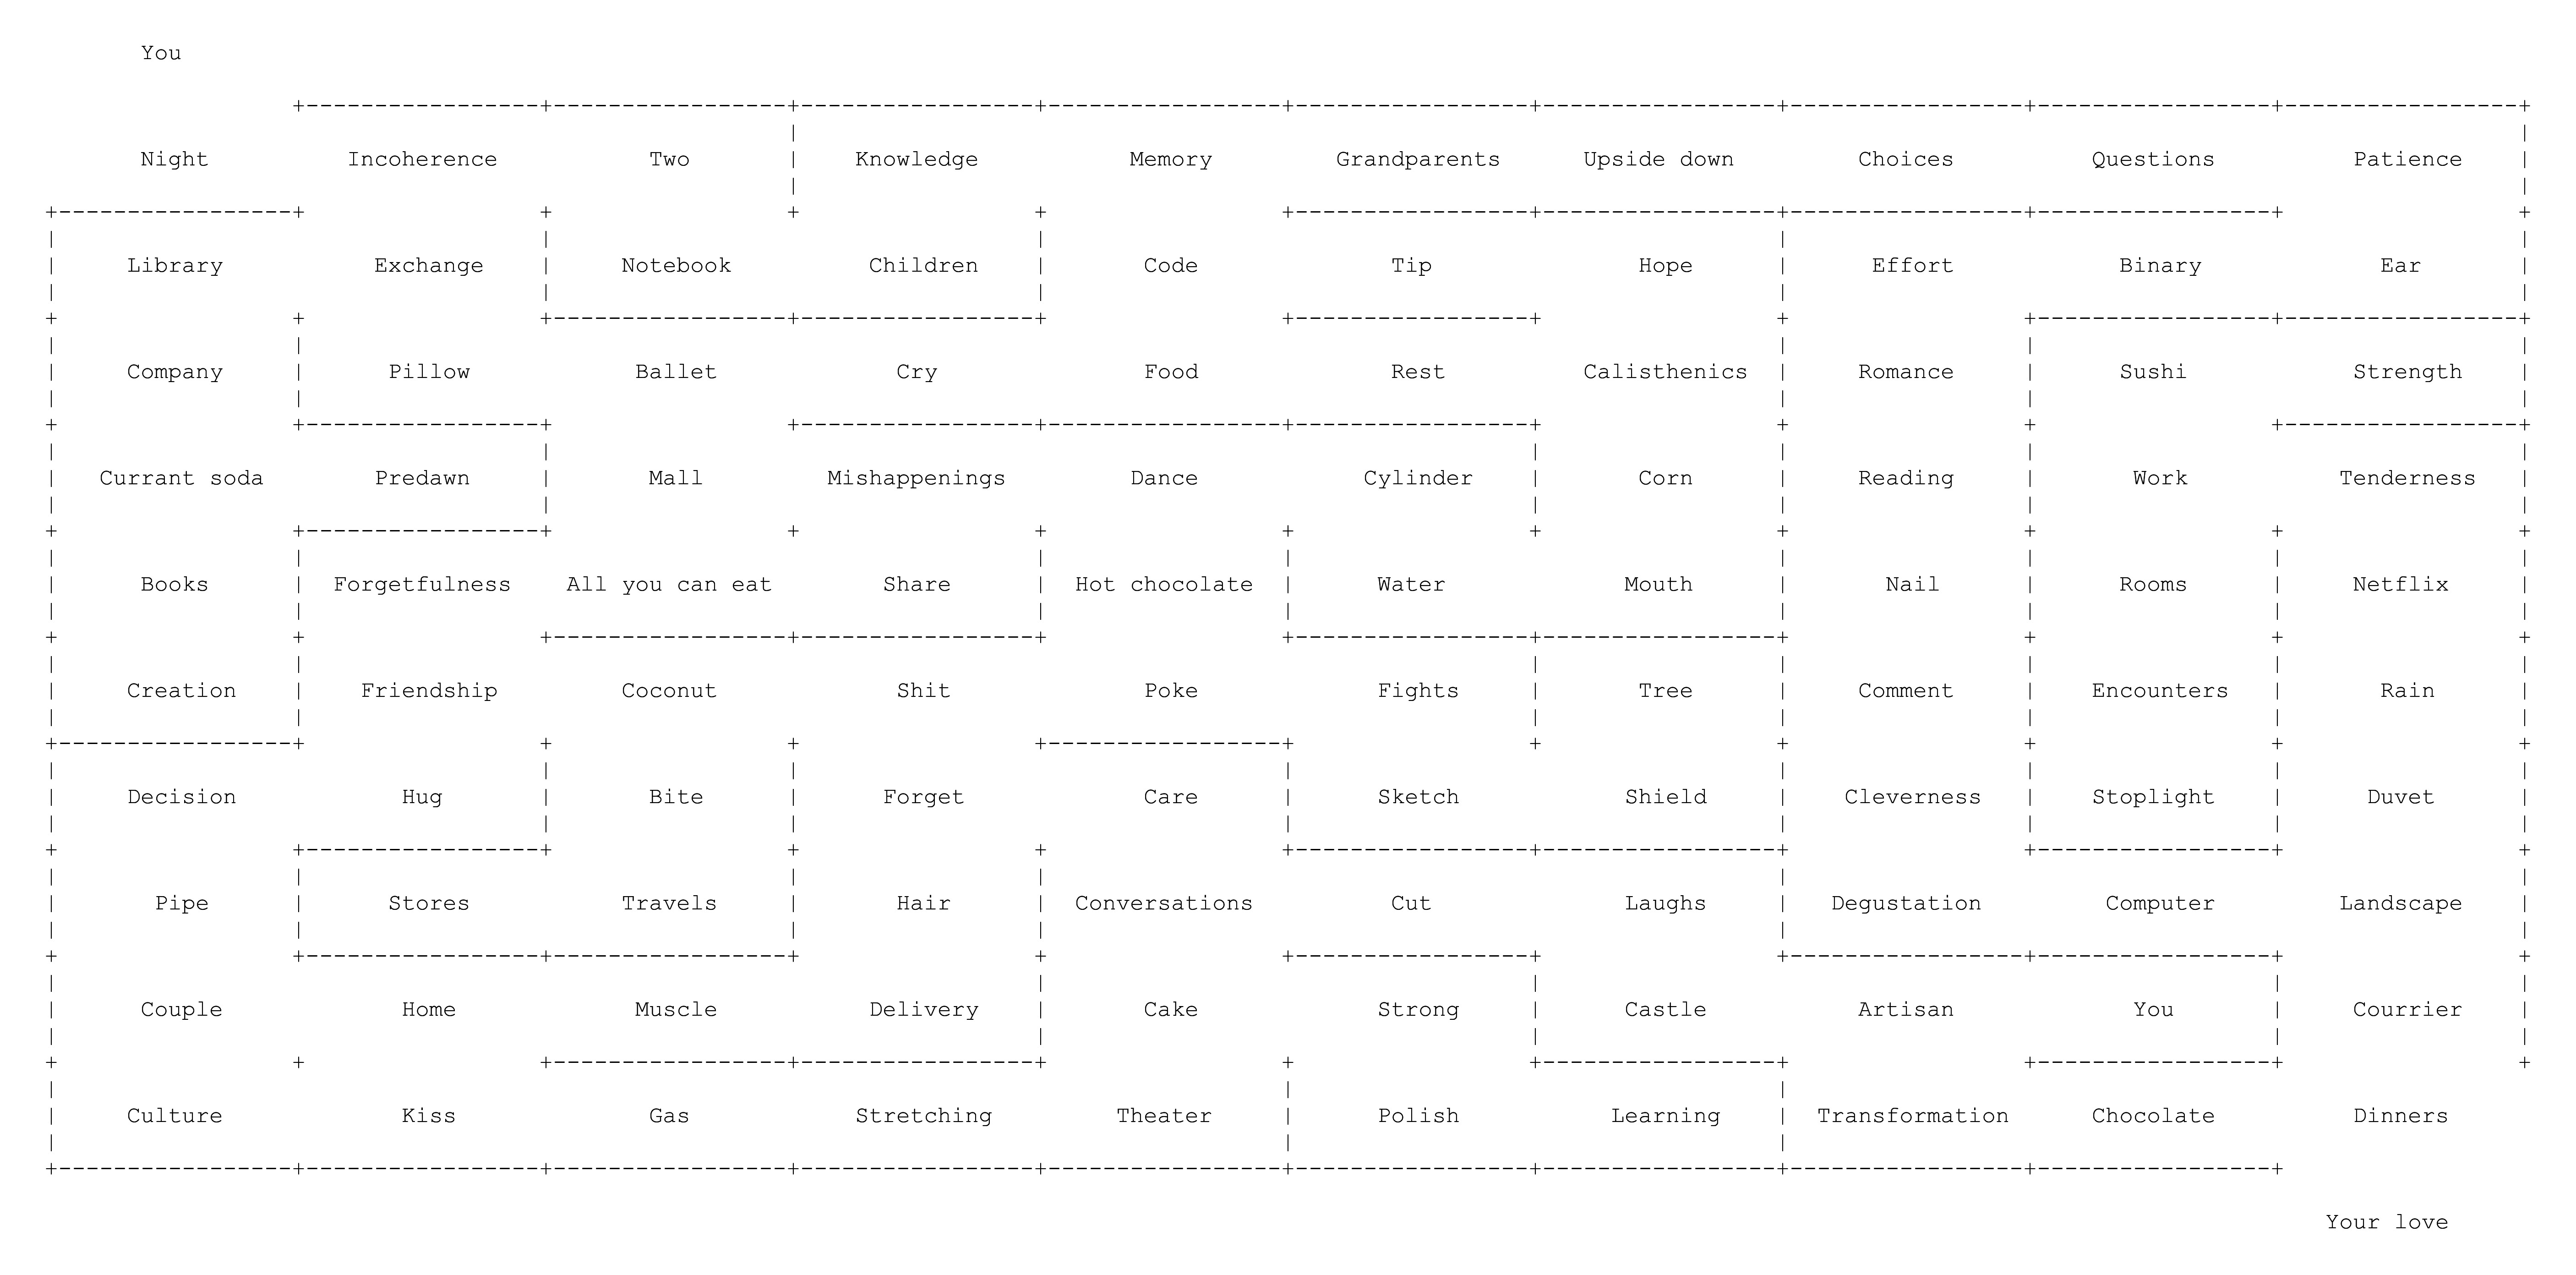 You
Night Incoherence Two Knowledge Memory Grandparents Upside down Choices Questions Patience
Library Exchange Notebook Children Code Tip Hope Effort Binary Ear
Company Pillow Ballet Cry Food Rest Calisthenics Romance Sushi Strength
Currant soda Predawn Mall Mishappenings Dance Cylinder Corn Reading Work Tenderness
Books Forgetfulness All you can eat Share Hot chocolate Water Mouth Nail Rooms Netflix
Creation Friendship Coconut Shit Poke Fights Tree Comment Encounters Rain
Decision Hug Bite Forget Care Sketch Shield Cleverness Stoplight Duvet
Pipe Stores Travels Hair Conversations Cut Laughs Degustation Computer Landscape
Couple Home Muscle Delivery Cake Strong Castle Artisan You Courrier
Culture Kiss Gas Stretching Theater Polish Learning Transformation Chocolate Dinners
Your love